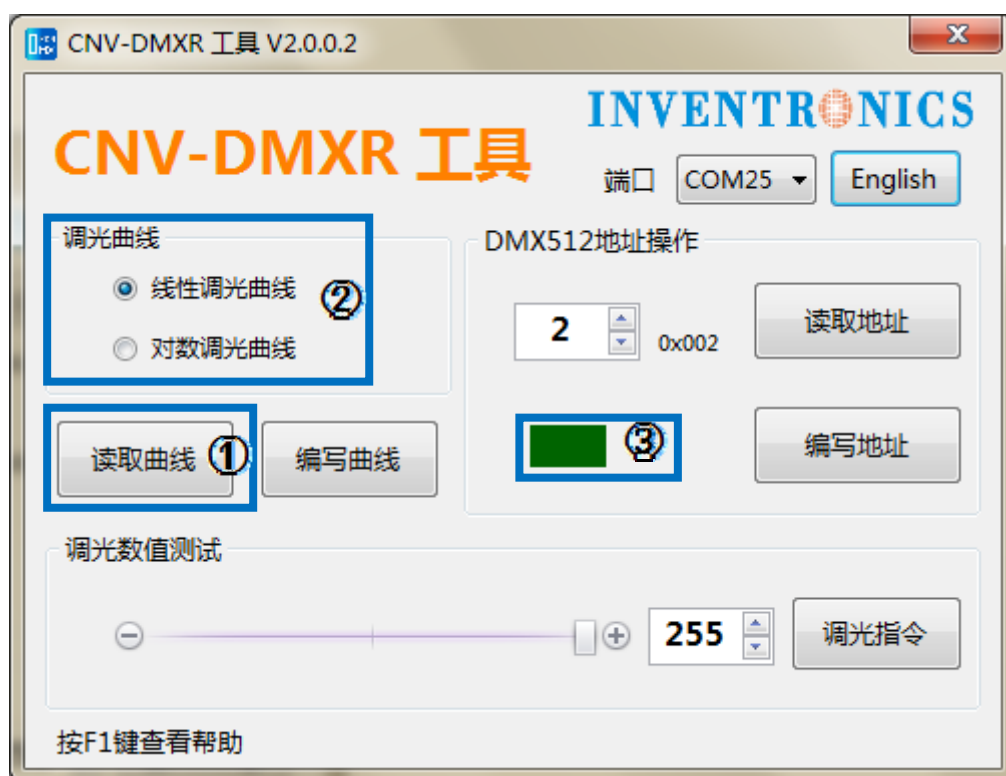 CNV-DMXR 工具 V2.0.0.2
INVENTRONICS
CNV-DMXR 工具
端口 COM25 English
调光曲线
线性调光曲线 ②
对数调光曲线
读取曲线 ① 编写曲线
DMX512地址操作
2 0x002 读取地址
③ 编写地址
调光数值测试
255 调光指令
按F1键查看帮助